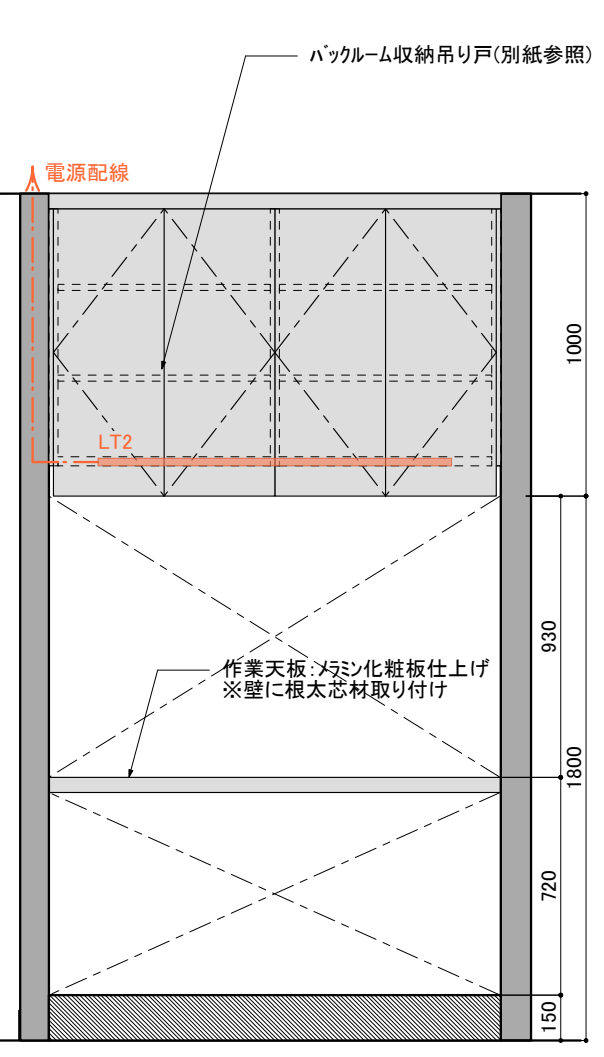 バックルーム収納吊り戸(別紙参照)
電源配線
1000
LT2
930
作業天板:メラミン化粧板仕上げ
※壁に根太芯材取り付け
1800
720
150